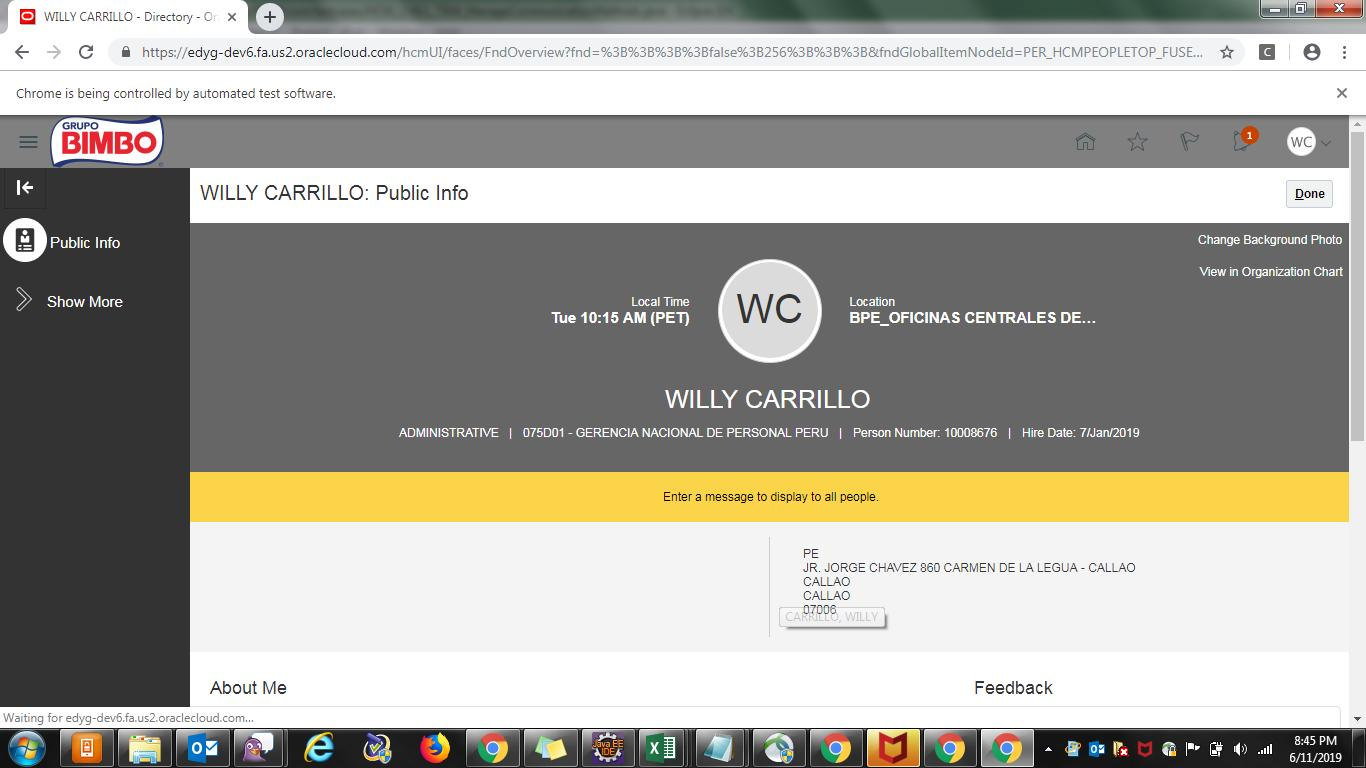 WILLY CARRILLO - Directory - Or
https://edyg-dev6.fa.us2.oraclecloud.com/hcmUI/faces/FndOverview?fnd=%3B%3B%3B%3Bfalse%3B256%3B%3B%3B&fndGlobalItemNodeId=PER_HCMPEOPLETOP_FUSE...
C
Chrome is being controlled by automated test software.
GRUPO
BIMBO
1
WC
WILLY CARRILLO: Public Info
Done
Public Info
Show More
Change Background Photo
View in Organization Chart
Local Time
Tue 10:15 AM (PET)
WC
Location
BPE_OFICINAS CENTRALES DE...
WILLY CARRILLO
ADMINISTRATIVE | 075D01 - GERENCIA NACIONAL DE PERSONAL PERU | Person Number: 10008676 | Hire Date: 7/Jan/2019
Enter a message to display to all people.
PE
JR. JORGE CHAVEZ 860 CARMEN DE LA LEGUA - CALLAO
CALLAO
CALLAO
07006
CARRILLO, WILLY
About Me
Feedback
Waiting for edyg-dev6.fa.us2.oraclecloud.com...
Java EE
IDE
8:45 PM
6/11/2019